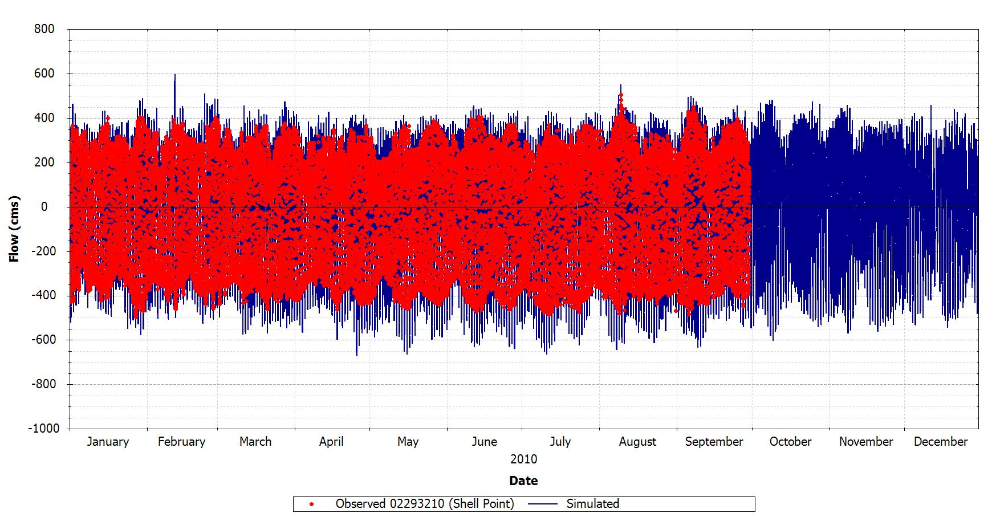 800
600
400
200
0
-200
-400
-600
-800
-1000
Flow (cms)
January February March April May June July August September October November December
2010
Date
Observed 02293210 (Shell Point) Simulated